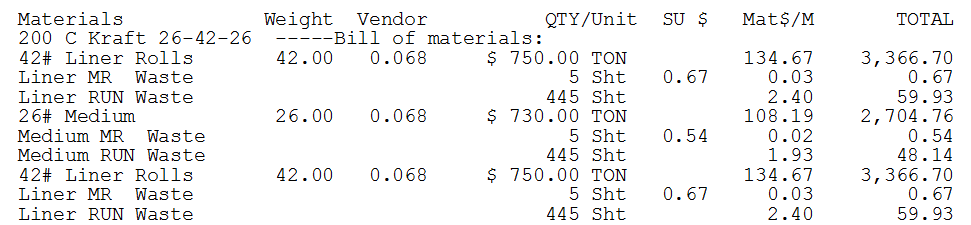 Materials Weight Vendor QTY/Unit SU $ Mat$/M TOTAL
200 C Kraft 26-42-26 -----Bill of materials:
42# Liner Rolls 42.00 0.068 $ 750.00 TON 134.67 3,366.70
Liner MR Waste 5 Sht 0.67 0.03 0.67
Liner RUN Waste 445 Sht 2.40 59.93
26# Medium 26.00 0.068 $ 730.00 TON 108.19 2,704.76
Medium MR Waste 5 Sht 0.54 0.02 0.54
Medium RUN Waste 445 Sht 1.93 48.14
42# Liner Rolls 42.00 0.068 $ 750.00 TON 134.67 3,366.70
Liner MR Waste 5 Sht 0.67 0.03 0.67
Liner RUN Waste 445 Sht 2.40 59.93